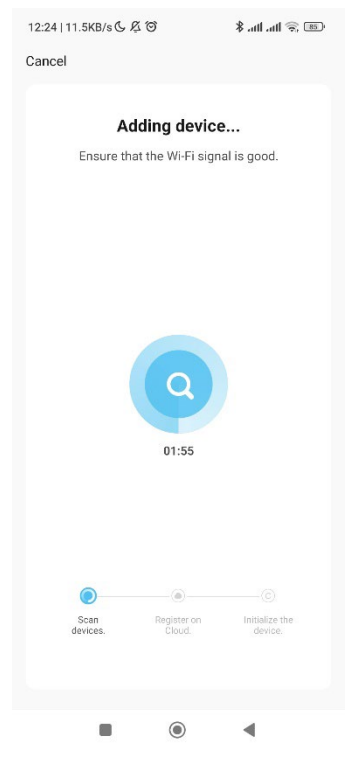 12:24 | 11.5KB/s
85
Cancel
Adding device...
Ensure that the Wi-Fi signal is good.
01:55
Scan
devices.
Register on
Cloud.
Initialize the
device.